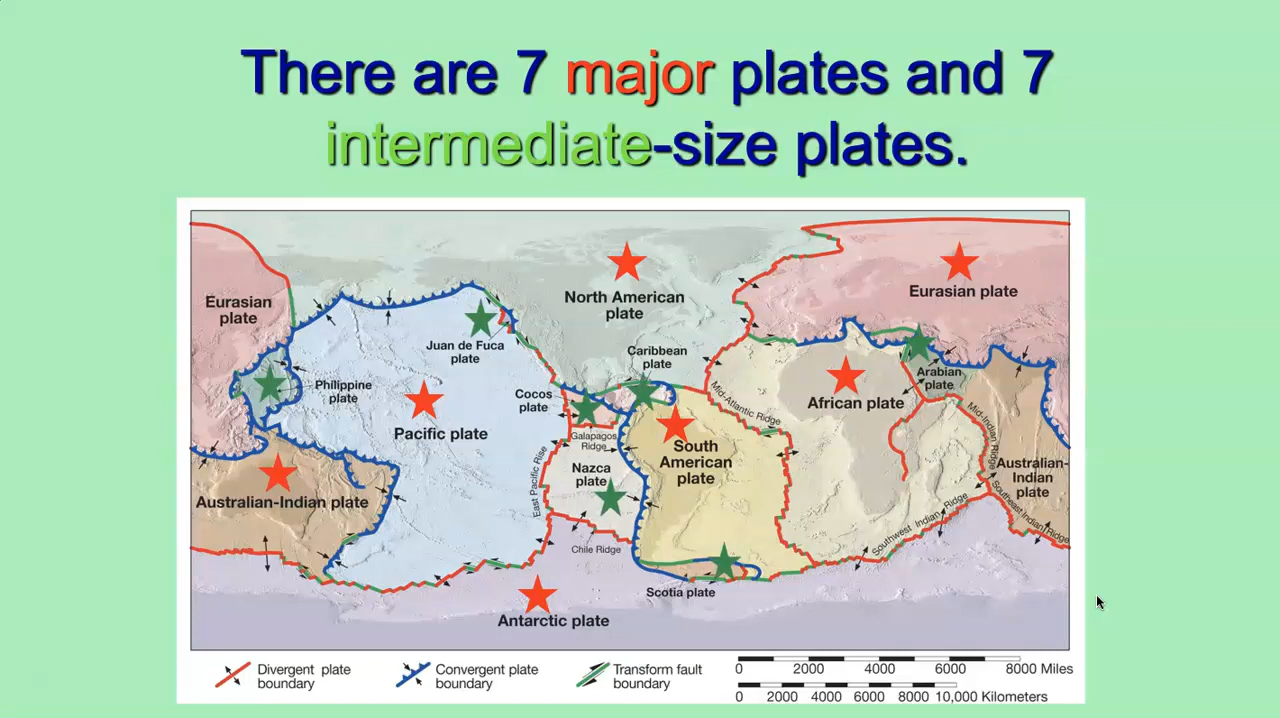 There are 7 major plates and 7
intermediate-size plates.
Eurasian
plate
North American
plate
Eurasian plate
Juan de Fuca
plate
Caribbean
plate
Philippine
plate
Cocos
plate
Arabian
plate
Pacific plate
African plate
Mid-Atlantic Ridge
Mid-Indian Ridge
Galapagos
Ridge
South
American
plate
East Pacific Rise
Nazca
plate
Australian-Indian plate
Australian-
Indian
plate
Southwest Indian Ridge
Southeast Indian Ridge
Chile Ridge
Scotia plate
Antarctic plate
Divergent plate
boundary
Convergent plate
boundary
Transform fault
boundary
0 2000 4000 6000 8000 Miles
0 2000 4000 6000 8000 10,000 Kilometers